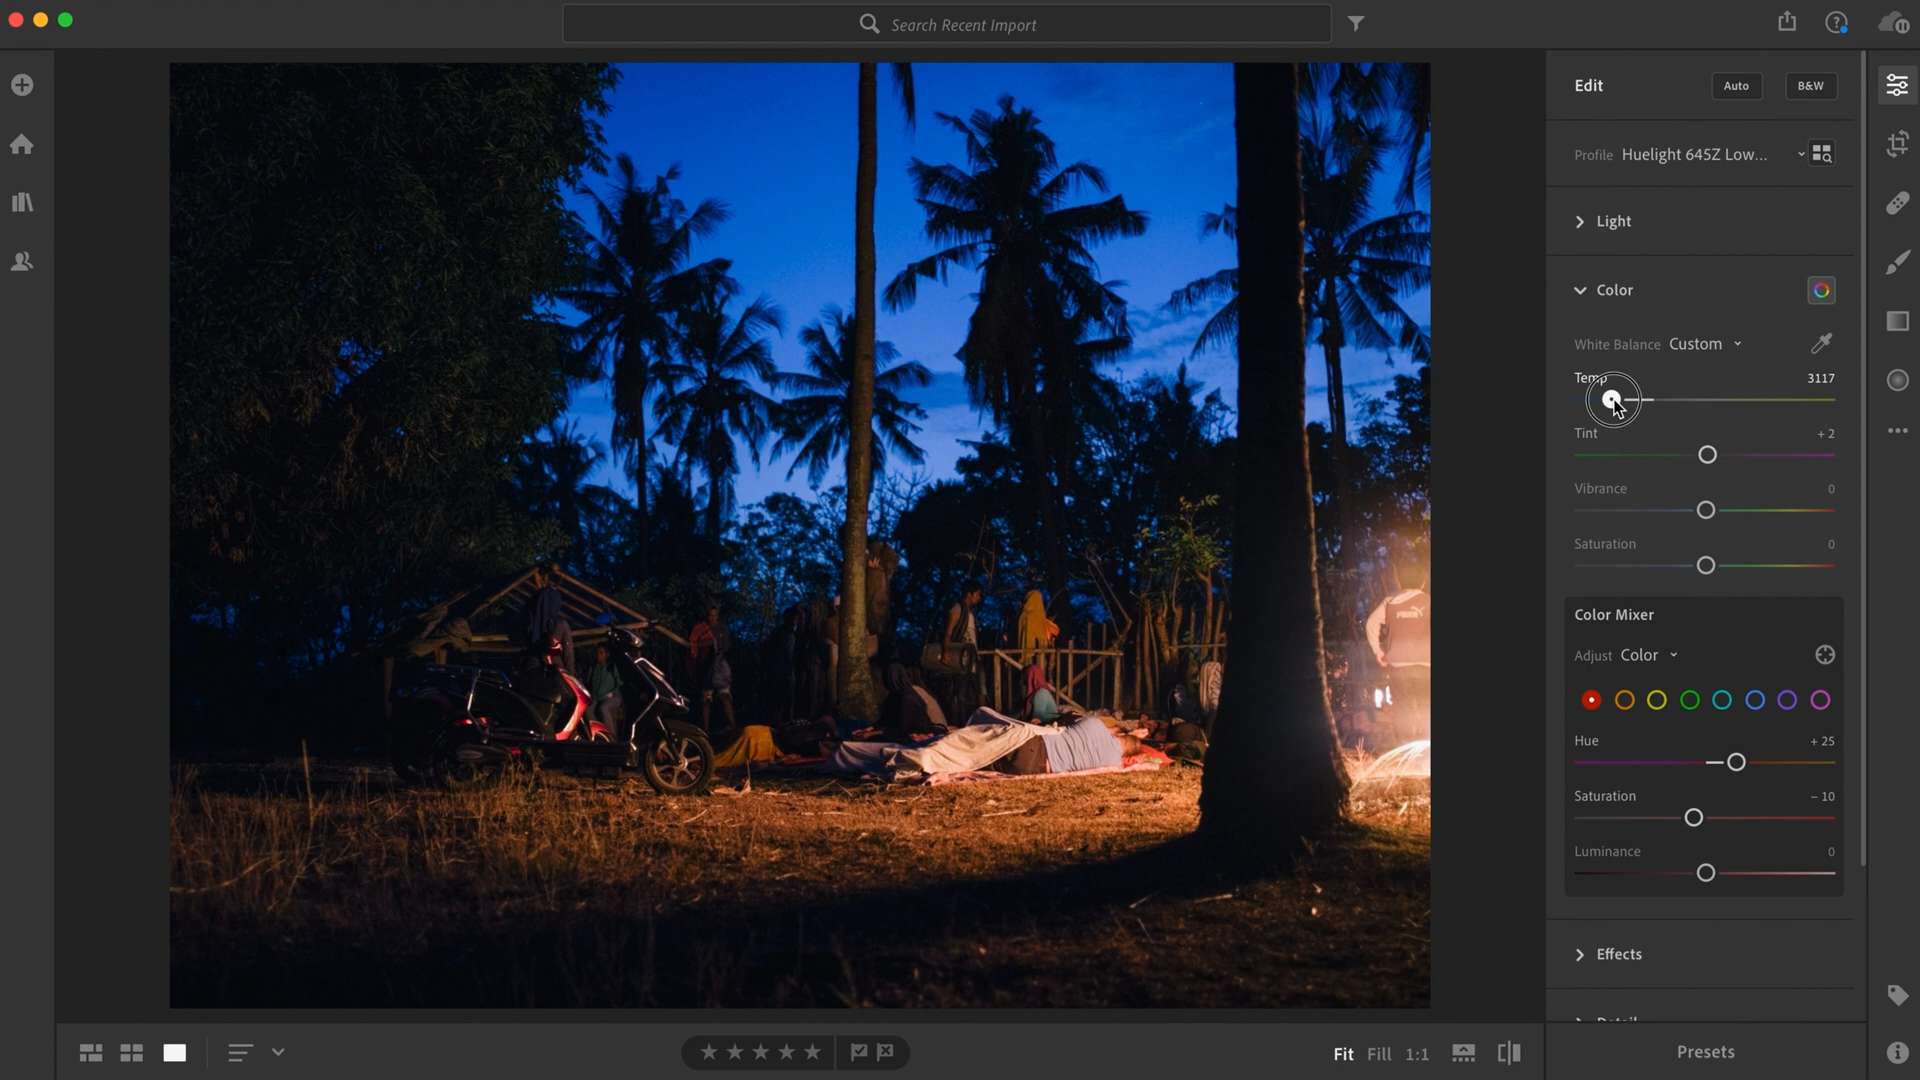 Search Recent Import
Edit
Auto
B&W
Profile Huelight 645Z Low...
Light
Color
White Balance Custom
Temp 3117
Tint + 2
Vibrance 0
Saturation 0
Color Mixer
Adjust Color
Hue + 25
Saturation – 10
Luminance 0
Effects
Detail
Fit Fill 1:1
Presets
PUMA